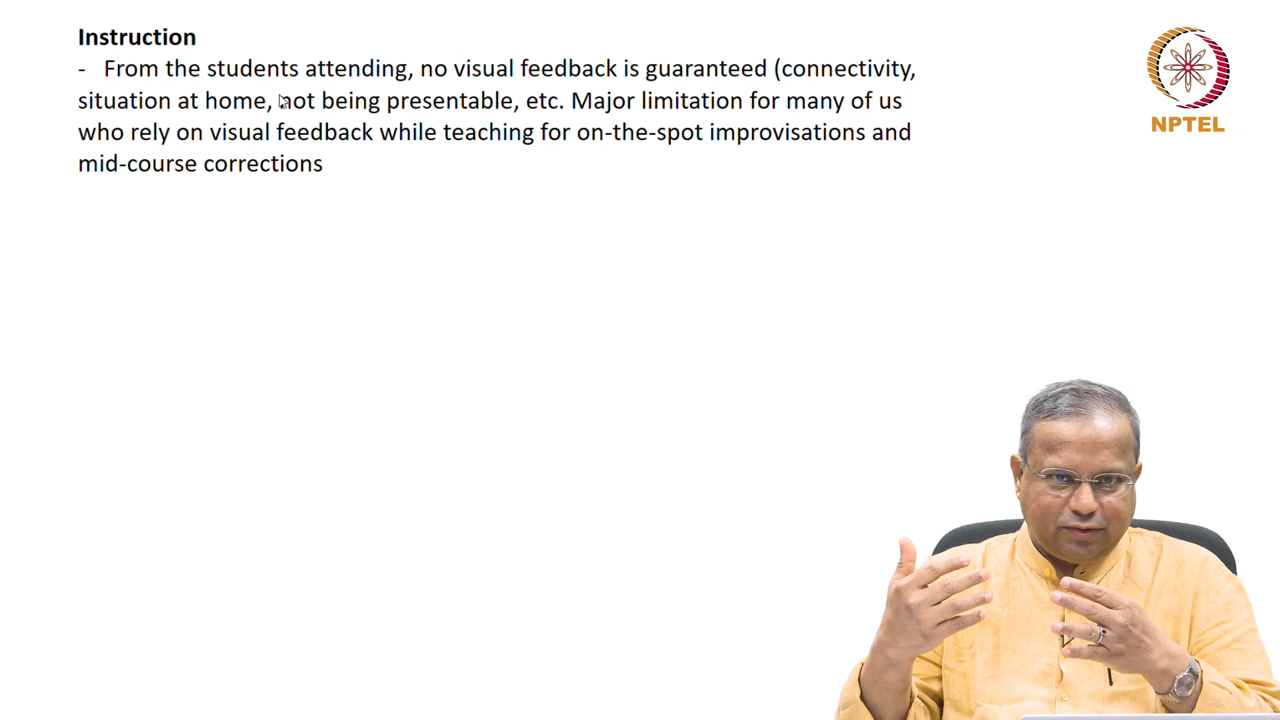 Instruction
- From the students attending, no visual feedback is guaranteed (connectivity,
situation at home, not being presentable, etc. Major limitation for many of us
who rely on visual feedback while teaching for on-the-spot improvisations and
mid-course corrections
NPTEL